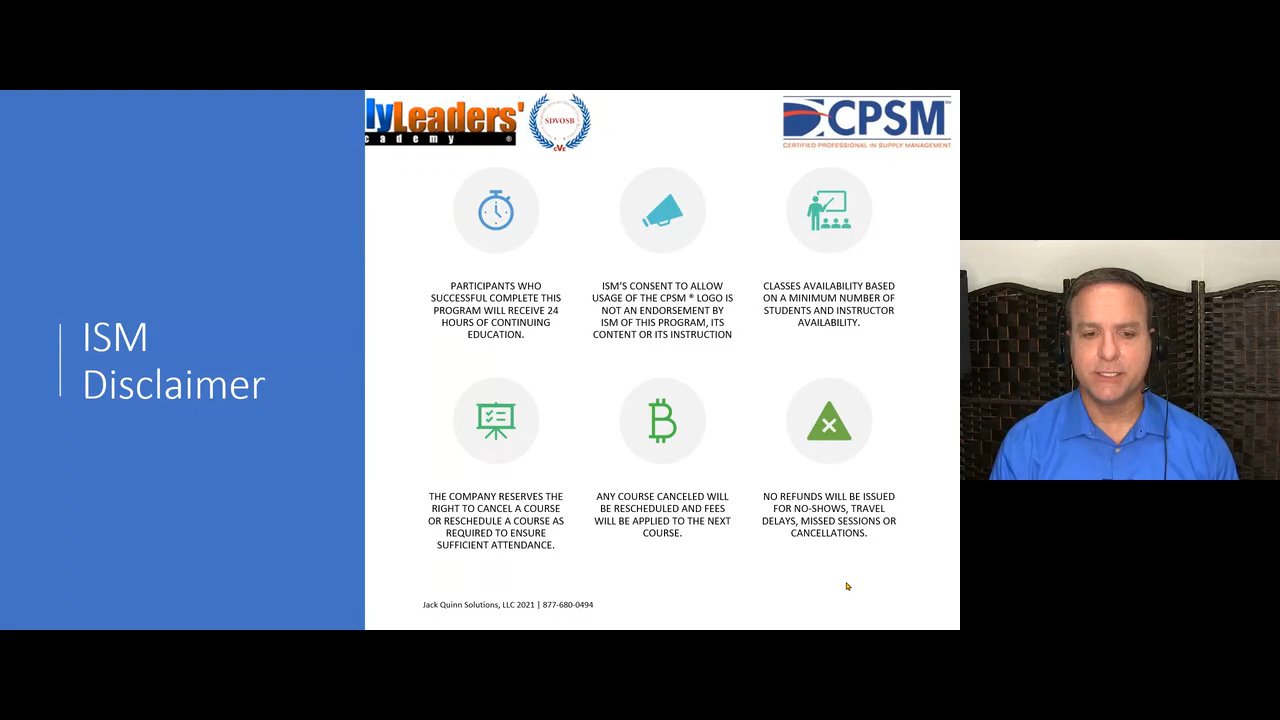 ISM
Disclaimer
lyLeaders'
cademy ®
SDVOSB
CVE
CPSM
CERTIFIED PROFESSIONAL IN SUPPLY MANAGEMENT
PARTICIPANTS WHO
SUCCESSFUL COMPLETE THIS
PROGRAM WILL RECEIVE 24
HOURS OF CONTINUING
EDUCATION.
ISM'S CONSENT TO ALLOW
USAGE OF THE CPSM ® LOGO IS
NOT AN ENDORSEMENT BY
ISM OF THIS PROGRAM, ITS
CONTENT OR ITS INSTRUCTION
CLASSES AVAILABILITY BASED
ON A MINIMUM NUMBER OF
STUDENTS AND INSTRUCTOR
AVAILABILITY.
THE COMPANY RESERVES THE
RIGHT TO CANCEL A COURSE
OR RESCHEDULE A COURSE AS
REQUIRED TO ENSURE
SUFFICIENT ATTENDANCE.
ANY COURSE CANCELED WILL
BE RESCHEDULED AND FEES
WILL BE APPLIED TO THE NEXT
COURSE.
NO REFUNDS WILL BE ISSUED
FOR NO-SHOWS, TRAVEL
DELAYS, MISSED SESSIONS OR
CANCELLATIONS.
Jack Quinn Solutions, LLC 2021 | 877-680-0494